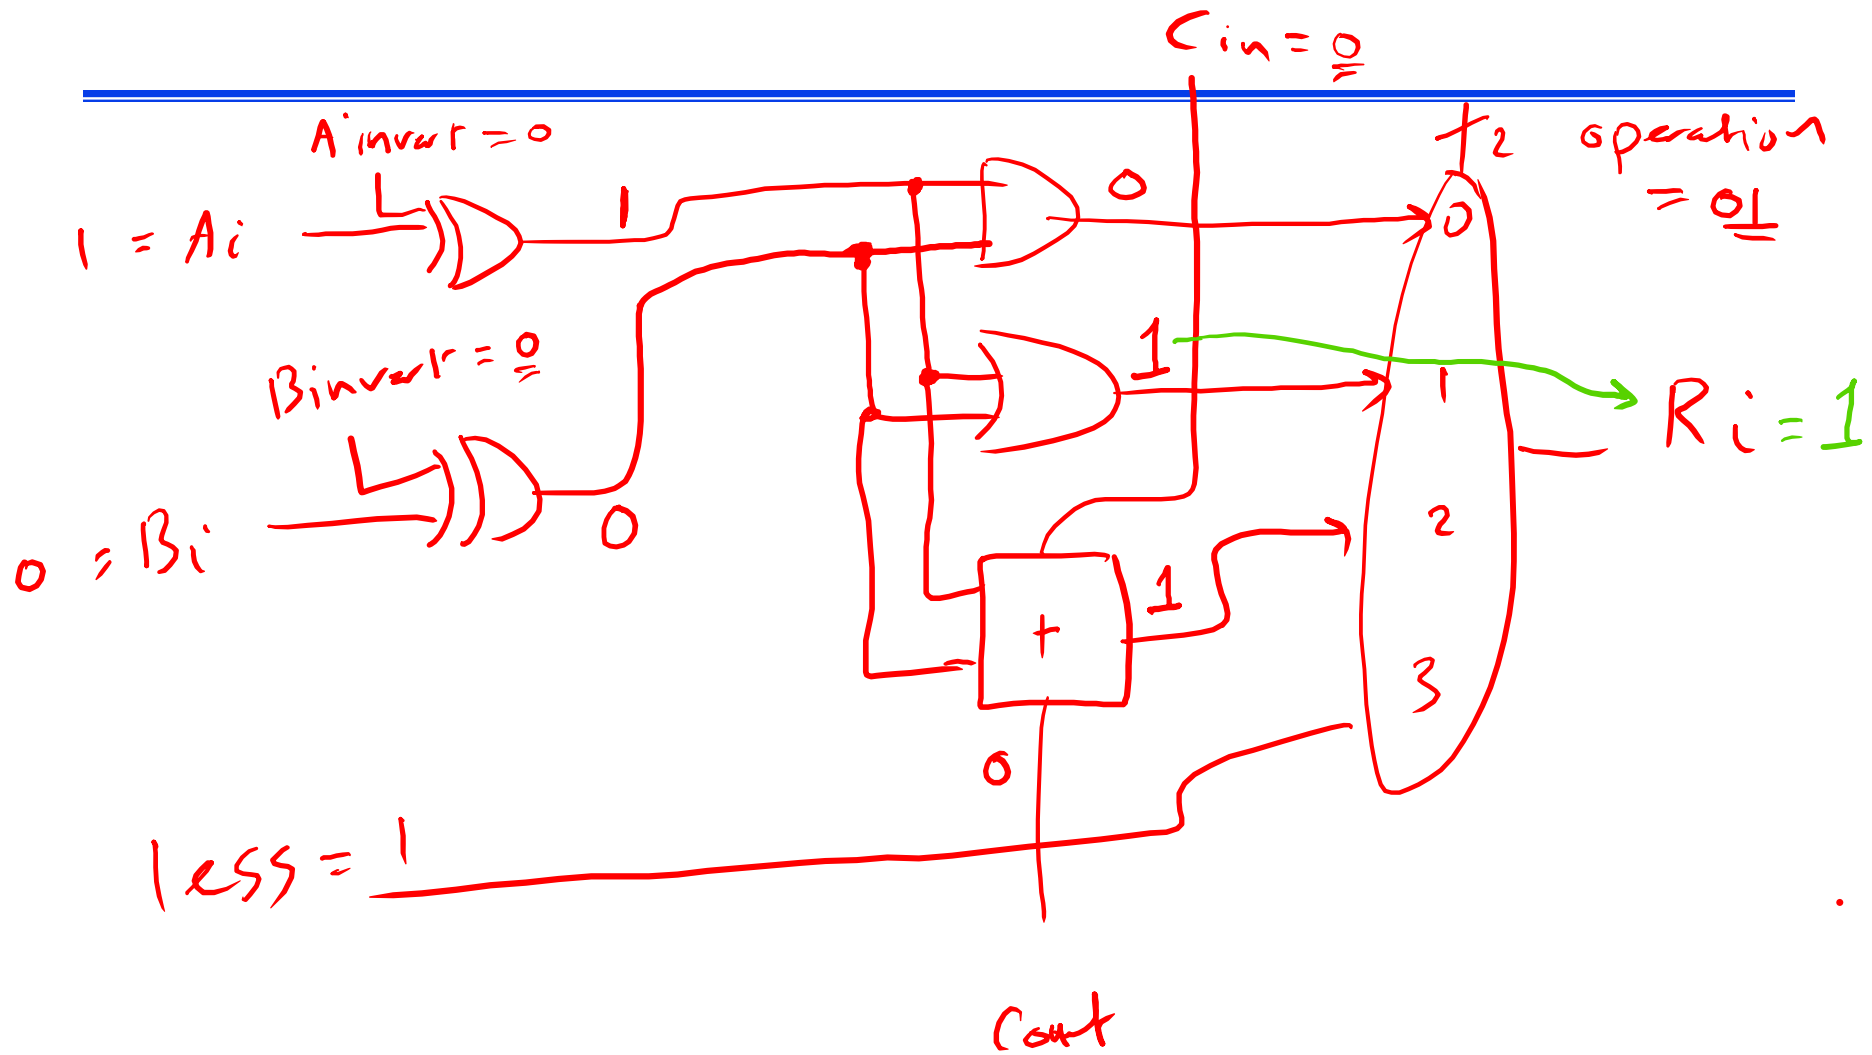 Cin = 0
Ainvert = 0
2 operation
= 01
1 = Ai
1
0
0
Binvert = 0
1
1
Ri = 1
0 = Bi
0
2
1
+
3
0
less = 1
Cout